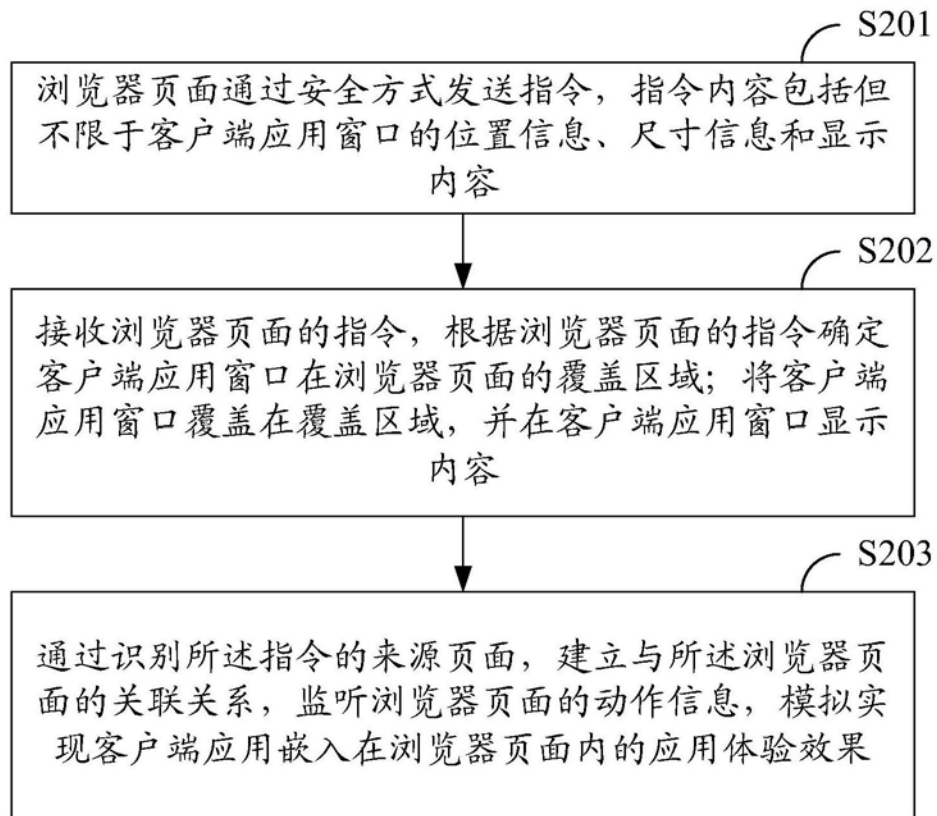 S201
浏览器页面通过安全方式发送指令，指令内容包括但
不限于客户端应用窗口的位置信息、尺寸信息和显示
内容
S202
接收浏览器页面的指令，根据浏览器页面的指令确定
客户端应用窗口在浏览器页面的覆盖区域；将客户端
应用窗口覆盖在覆盖区域，并在客户端应用窗口显示
内容
S203
通过识别所述指令的来源页面，建立与所述浏览器页
面的关联关系，监听浏览器页面的动作信息，模拟实
现客户端应用嵌入在浏览器页面内的应用体验效果